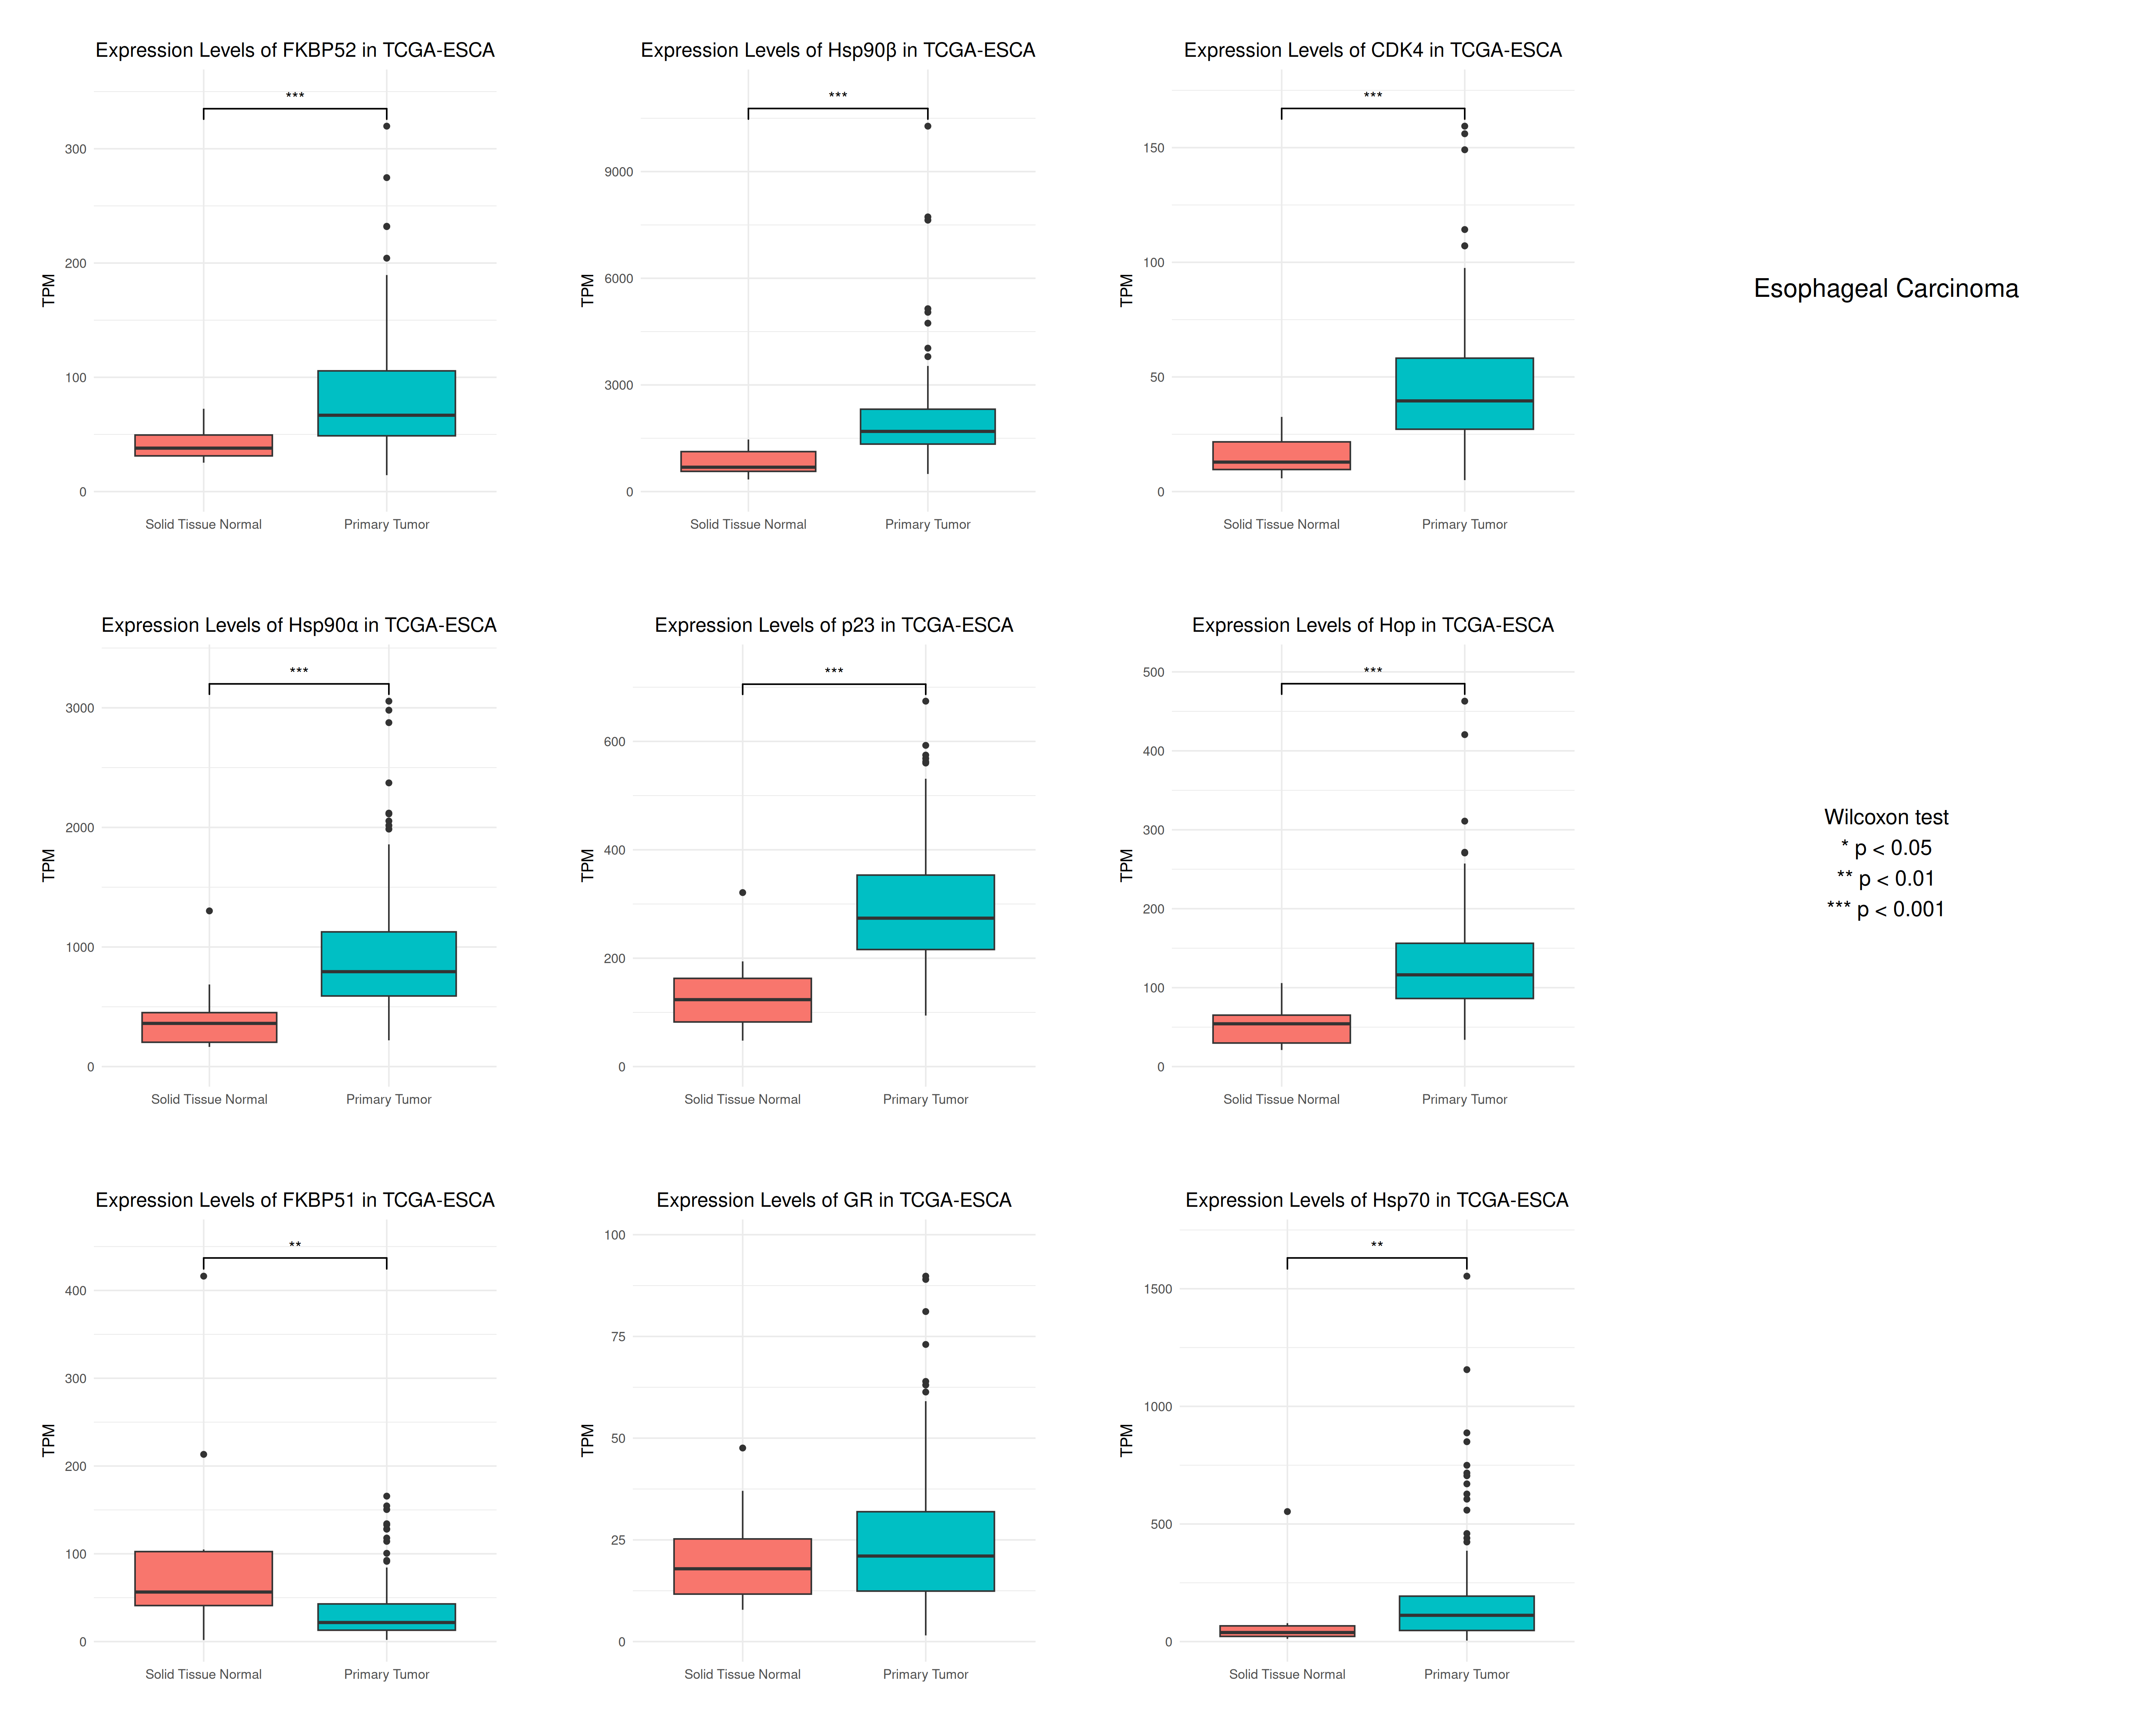 Expression Levels of FKBP52 in TCGA-ESCA
***
300
200
100
0
TPM
Solid Tissue Normal
Primary Tumor
Expression Levels of Hsp90β in TCGA-ESCA
***
9000
6000
3000
0
TPM
Solid Tissue Normal
Primary Tumor
Expression Levels of CDK4 in TCGA-ESCA
***
150
100
50
0
TPM
Solid Tissue Normal
Primary Tumor
Esophageal Carcinoma
Expression Levels of Hsp90α in TCGA-ESCA
***
3000
2000
1000
0
TPM
Solid Tissue Normal
Primary Tumor
Expression Levels of p23 in TCGA-ESCA
***
600
400
200
0
TPM
Solid Tissue Normal
Primary Tumor
Expression Levels of Hop in TCGA-ESCA
***
500
400
300
200
100
0
TPM
Solid Tissue Normal
Primary Tumor
Wilcoxon test
* p < 0.05
** p < 0.01
*** p < 0.001
Expression Levels of FKBP51 in TCGA-ESCA
**
400
300
200
100
0
TPM
Solid Tissue Normal
Primary Tumor
Expression Levels of GR in TCGA-ESCA
100
75
50
25
0
TPM
Solid Tissue Normal
Primary Tumor
Expression Levels of Hsp70 in TCGA-ESCA
**
1500
1000
500
0
TPM
Solid Tissue Normal
Primary Tumor